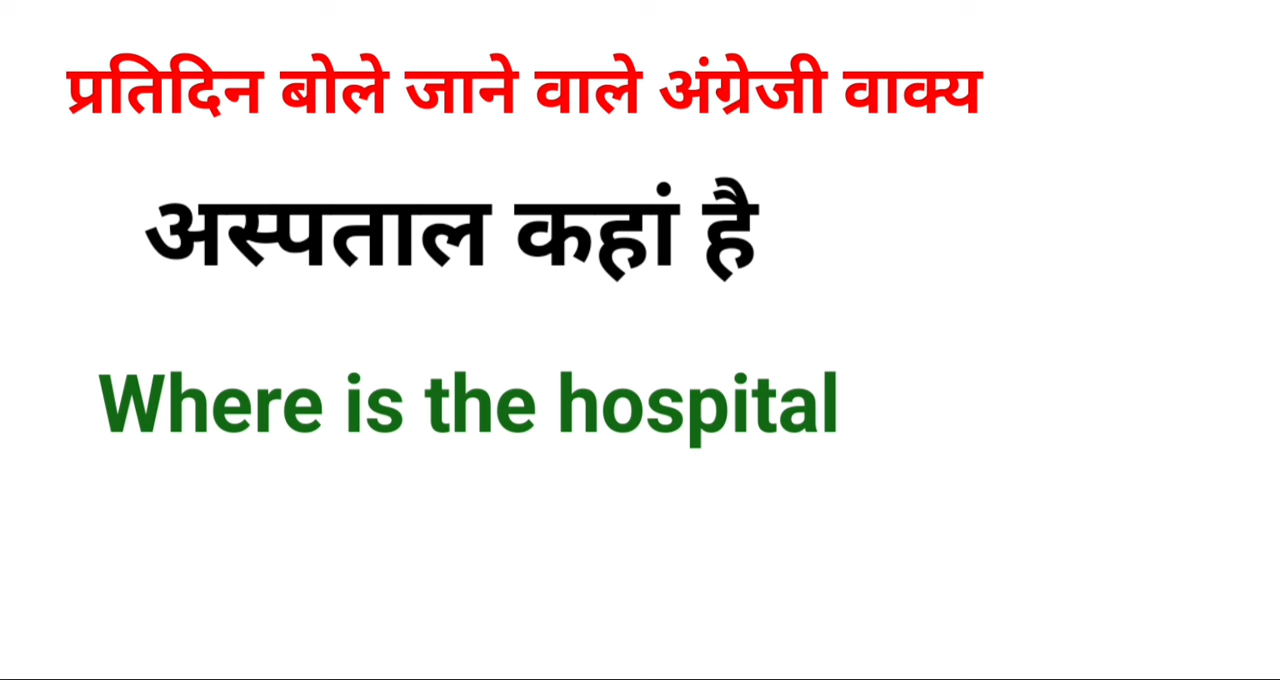 प्रतिदिन बोले जाने वाले अंग्रेजी वाक्य
अस्पताल कहां है
Where is the hospital